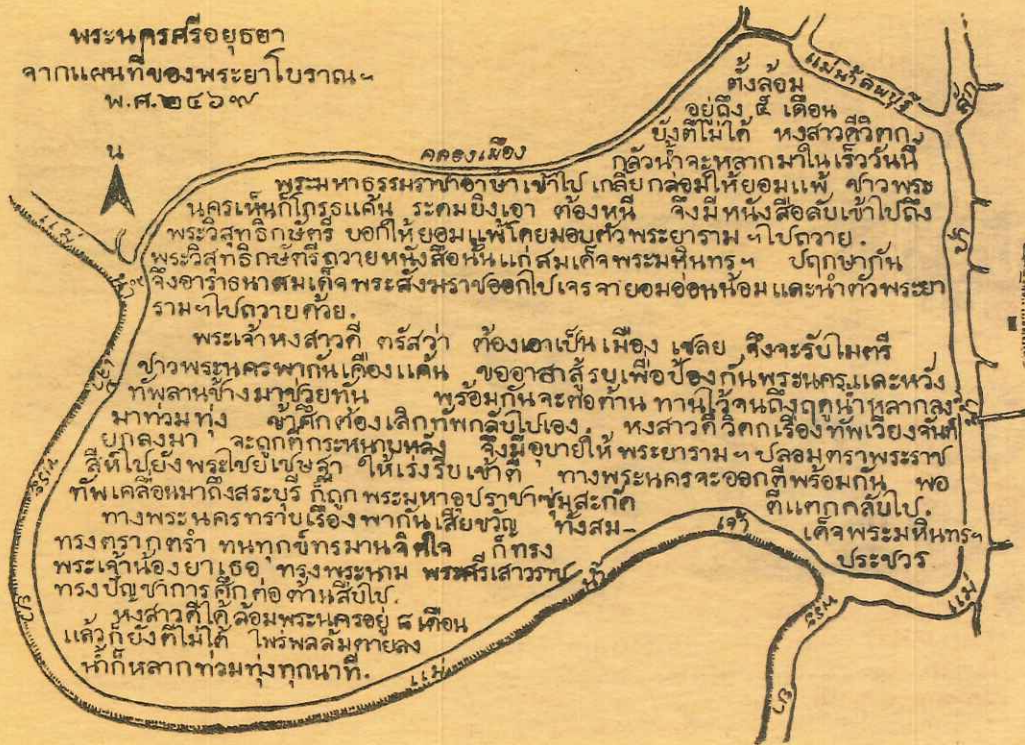 พระนครศรีอยุธยา
จากแผนที่ของพระยาโบราณฯ
พ.ศ.๒๔๖๙
น
คลองเมือง
แม่น้ำลพบุรี
ตั้งล้อม
อยู่ถึง ๕ เดือน
ยังตีไม่ได้ หงสาวดีวิตก
กลัวน้ำจะหลากมาในเร็ววันนี้
พระมหาธรรมราชาอาษาเข้าไป เกลี้ยกล่อมให้ยอมแพ้ ชาวพระ
นครเห็นก็โกรธแค้น ระดมยิงเอา ต้องหนี จึงมีหนังสือลับเข้าไปถึง
พระวิสุทธิกษัตรี บอกให้ยอมแพ้โดยมอบตัวพระยารามฯไปถวาย.
พระวิสุทธิกษัทรีถวายหนังสือนั้นแก่สมเด็จพระมหินทรฯ ปฤกษากัน
จึงอาราธนาสมเด็จพระสังฆราชออกไปเจรจายอมอ่อนน้อมและนำตัวพระยา
รามฯไปถวายด้วย.
พระเจ้าหงสาวดี ตรัสว่า ต้องเอาเป็นเมือง เชลย จึงจะรับไมตรี
ชาวพระนครพากันเคืองแค้น ขออาสาสู้รบเพื่อป้องกันพระนครและหวัง
ทัพลานช้างมาช่วยทัน พร้อมกันจะต่อต้าน ทานไว้จนถึงฤดูน้ำหลากลง
มาท่วมทุ่ง ข้าศึกต้องเลิกทัพกลับไปเอง. หงสาวดีวิตกเรื่องทัพเวียงจันท์
ยกลงมา จะถูกตีกระหนาบหลัง จึงมีอุบายให้พระยารามฯปลอมตราพระราช
สีห์ไปยังพระไชยเชษฐา ให้เร่งรีบเข้าตี ทางพระนครจะออกตีพร้อมกัน พอ
ทัพเคลื่อนมาถึงสระบุรี ก็ถูกพระมหาอุปราชาซุ่มสะกัด ตีแตกกลับไป.
ทางพระนครทราบเรื่องพากันเสียขวัญ ทั้งสม-
เด็จพระมหินทรฯ
ทรงตรากตรำ ทนทุกข์ทรมานจิตใจ ก็ทรง
ประชวร
พระเจ้าน้องยาเธอ ทรงพระนาม พระศรีเสาวราช
ทรงบัญชาการศึกต่อต้านสืบไป.
หงสาวดีได้ล้อมพระนครอยู่ ๘ เดือน
แล้วก็ยังตีไม่ได้ ไพร่พลล้มตายลง
น้ำก็หลากท่วมทุ่งทุกนาที.
แม่
น้ำ
เจ้า
พระ
ยา
แม่
น้ำ
เจ้า
พระ
ยา
ป่า
สัก